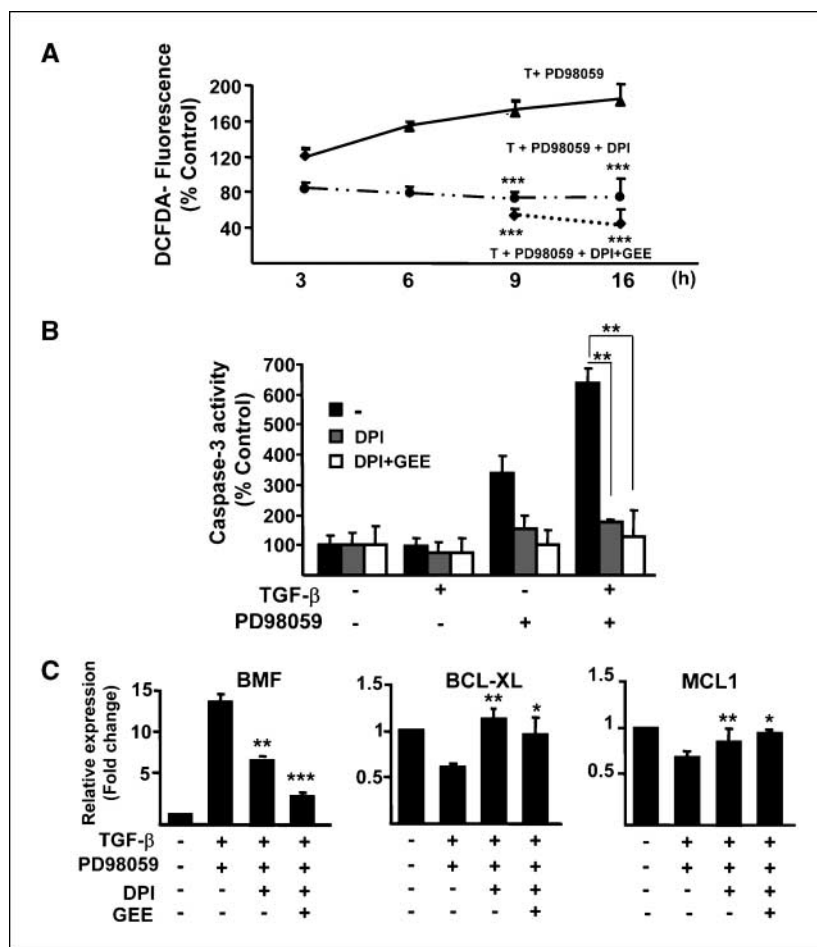 A
T+ PD98059
T + PD98059 + DPI
*** ***
*** ***
T + PD98059 + DPI+GEE
DCFDA- Fluorescence
(% Control)
200
160
120
80
40
3 6 9 16 (h)
B
**
**
Caspase-3 activity
(% Control)
700
600
500
400
300
200
100
-
DPI
DPI+GEE
TGF-β - + - +
PD98059 - - + +
C
BMF BCL-XL MCL1
Relative expression
(Fold change)
15
10
5
** ***
1.5
1
0.5
** *
1.5
1
0.5
** *
TGF-β - + + + - + + + - + + +
PD98059 - + + + - + + + - + + +
DPI - - + + - - + + - - + +
GEE - - - + - - - + - - - +